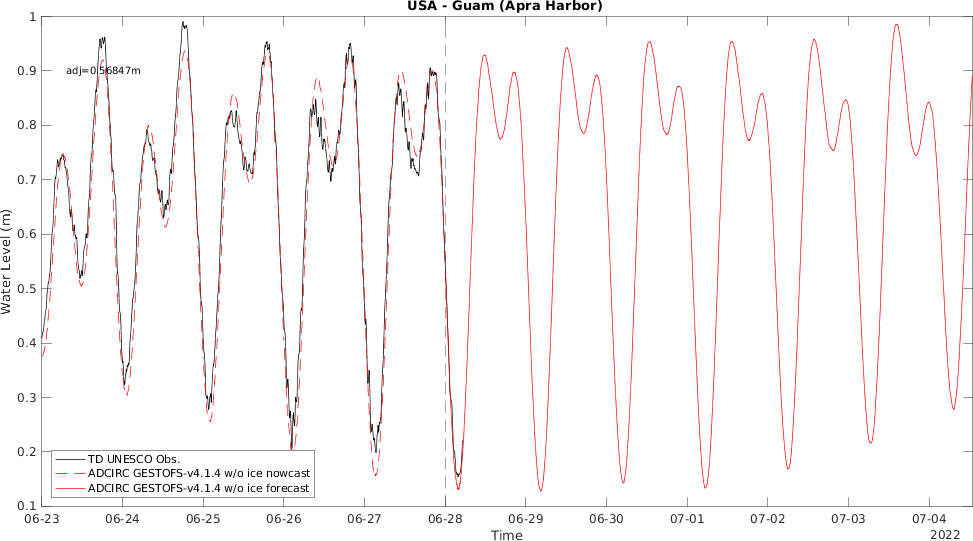 USA - Guam (Apra Harbor)
1
0.9
0.8
0.7
0.6
0.5
0.4
0.3
0.2
0.1
Water Level (m)
adj=0.56847m
TD UNESCO Obs.
ADCIRC GESTOFS-v4.1.4 w/o ice nowcast
ADCIRC GESTOFS-v4.1.4 w/o ice forecast
06-23 06-24 06-25 06-26 06-27 06-28 06-29 06-30 07-01 07-02 07-03 07-04
Time
2022